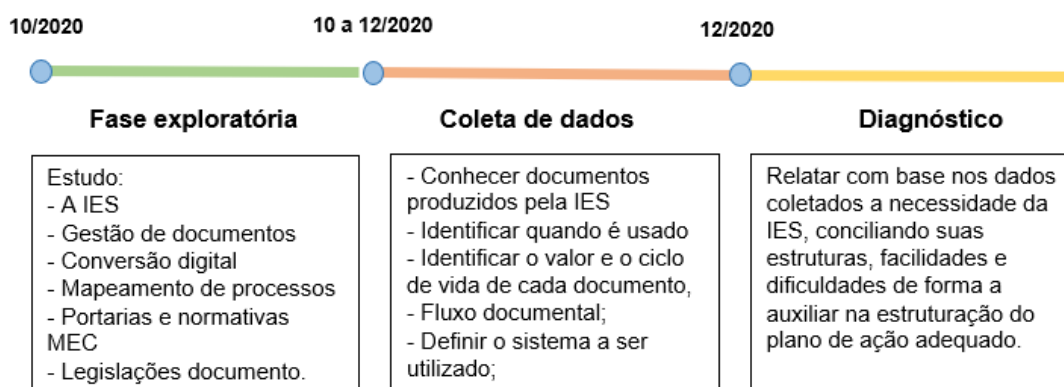 10/2020
10 a 12/2020
12/2020
Fase exploratória
Coleta de dados
Diagnóstico
Estudo:
- A IES
- Gestão de documentos
- Conversão digital
- Mapeamento de processos
- Portarias e normativas
MEC
- Legislações documento.
- Conhecer documentos
produzidos pela IES
- Identificar quando é usado
- Identificar o valor e o ciclo
de vida de cada documento,
- Fluxo documental;
- Definir o sistema a ser
utilizado;
Relatar com base nos dados
coletados a necessidade da
IES, conciliando suas
estruturas, facilidades e
dificuldades de forma a
auxiliar na estruturação do
plano de ação adequado.